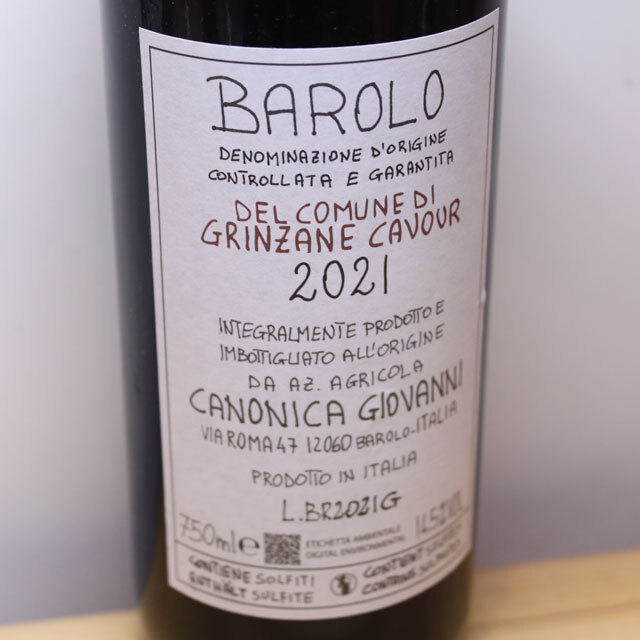 BAROLO
DENOMINAZIONE D'ORIGINE
CONTROLLATA E GARANTITA
DEL COMUNE DI
GRINZANE CAVOUR
2021
INTEGRALMENTE PRODOTTO E
IMBOTTIGLIATO ALL'ORIGINE
DA AZ. AGRICOLA
CANONICA GIOVANNI
VIA ROMA 47 12060 BAROLO-ITALIA
PRODOTTO IN ITALIA
L.BR2021G
750ml e
ETICHETTA AMBIENTALE
DIGITAL ENVIRONMENTAL
CONTIENE SOLFITI
ENTHÄLT SULFITE
CONTIENT